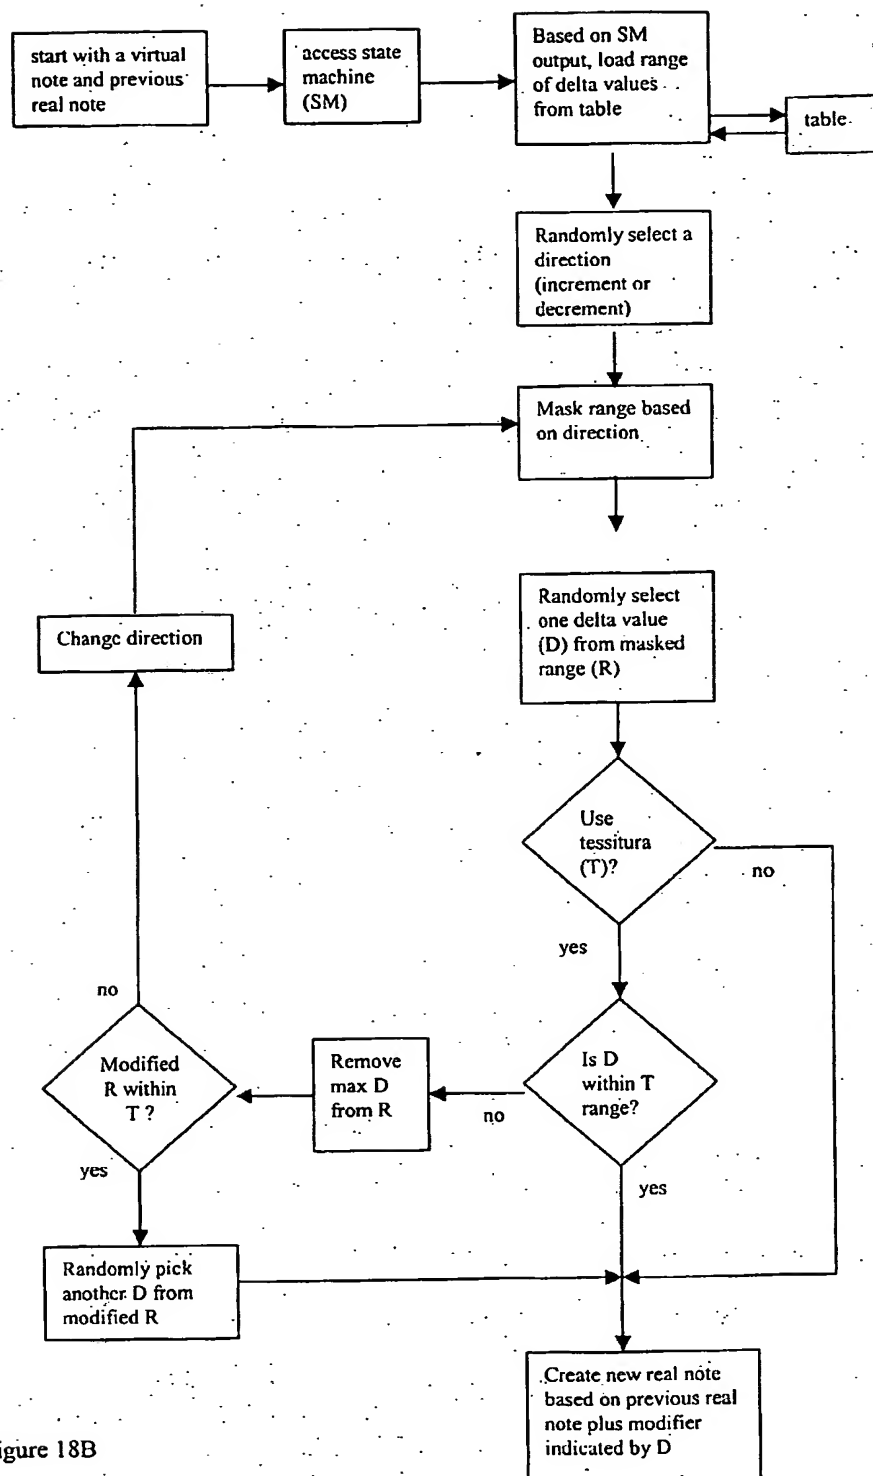 start with a virtual
note and previous
real note
access state
machine
(SM)
Based on SM
output, load range
of delta values
from table
table
Randomly select a
direction
(increment or
decrement)
Mask range based
on direction
Randomly select
one delta value
(D) from masked
range (R)
Change direction
Use
tessitura
(T)?
no
yes
no
Modified
R within
T ?
Remove
max D
from R
Is D
within T
range?
no
yes
yes
Randomly pick
another D from
modified R
Create new real note
based on previous real
note plus modifier
indicated by D
igure 18B